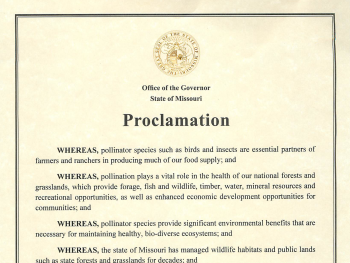 Office of the Governor
State of Missouri
Proclamation
WHEREAS, pollinator species such as birds and insects are essential partners of
farmers and ranchers in producing much of our food supply; and
WHEREAS, pollination plays a vital role in the health of our national forests and
grasslands, which provide forage, fish and wildlife, timber, water, mineral resources and
recreational opportunities, as well as enhanced economic development opportunities for
communities; and
WHEREAS, pollinator species provide significant environmental benefits that are
necessary for maintaining healthy, bio-diverse ecosystems; and
WHEREAS, the state of Missouri has managed wildlife habitats and public lands
such as state forests and grasslands for decades; and